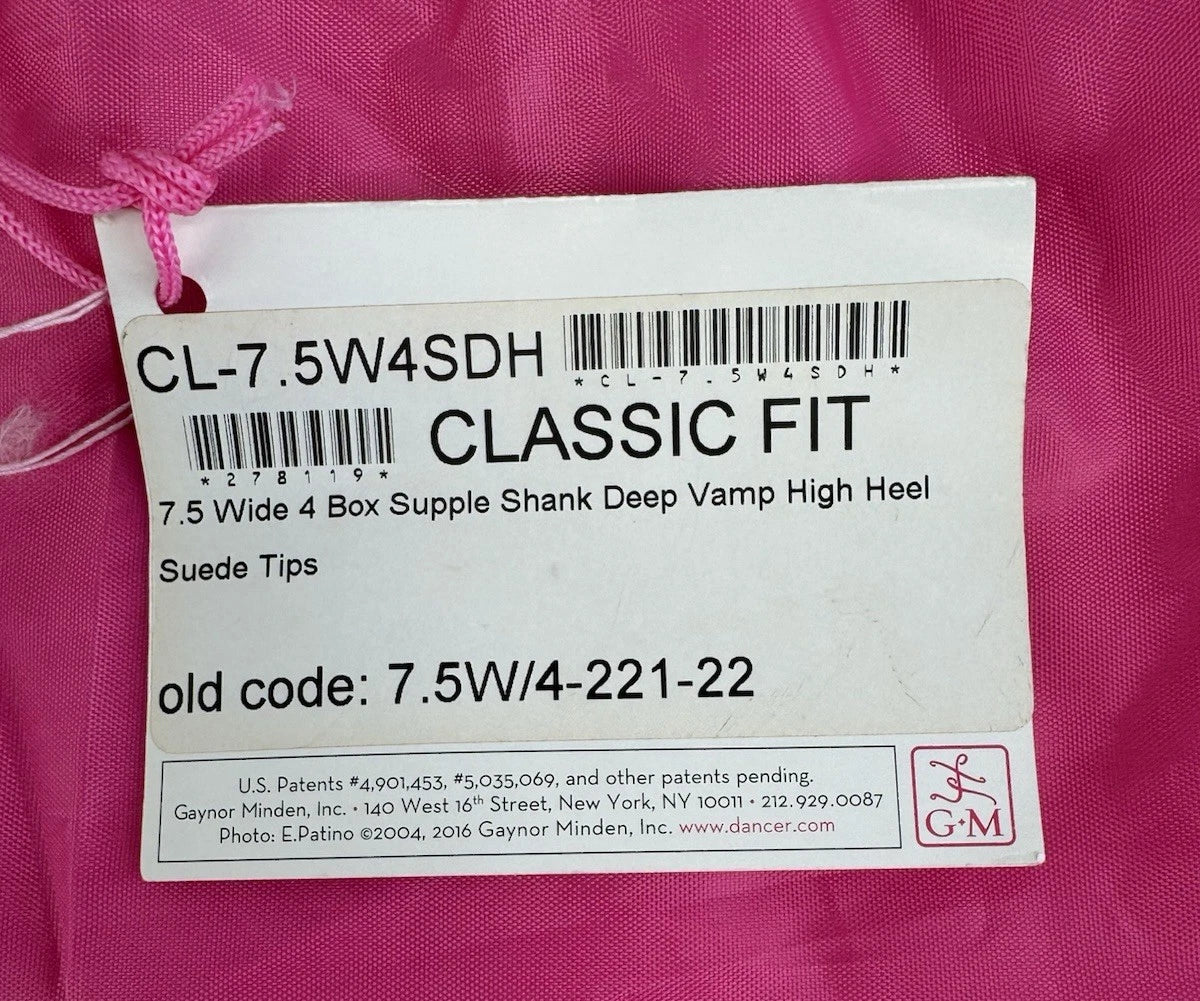 CL-7.5W4SDH
*CL-7.5W4SDH*
*278119*
CLASSIC FIT
7.5 Wide 4 Box Supple Shank Deep Vamp High Heel
Suede Tips
old code: 7.5W/4-221-22
U.S. Patents #4,901,453, #5,035,069, and other patents pending.
Gaynor Minden, Inc. • 140 West 16th Street, New York, NY 10011 • 212.929.0087
Photo: E.Patino ©2004, 2016 Gaynor Minden, Inc. www.dancer.com
G✦M